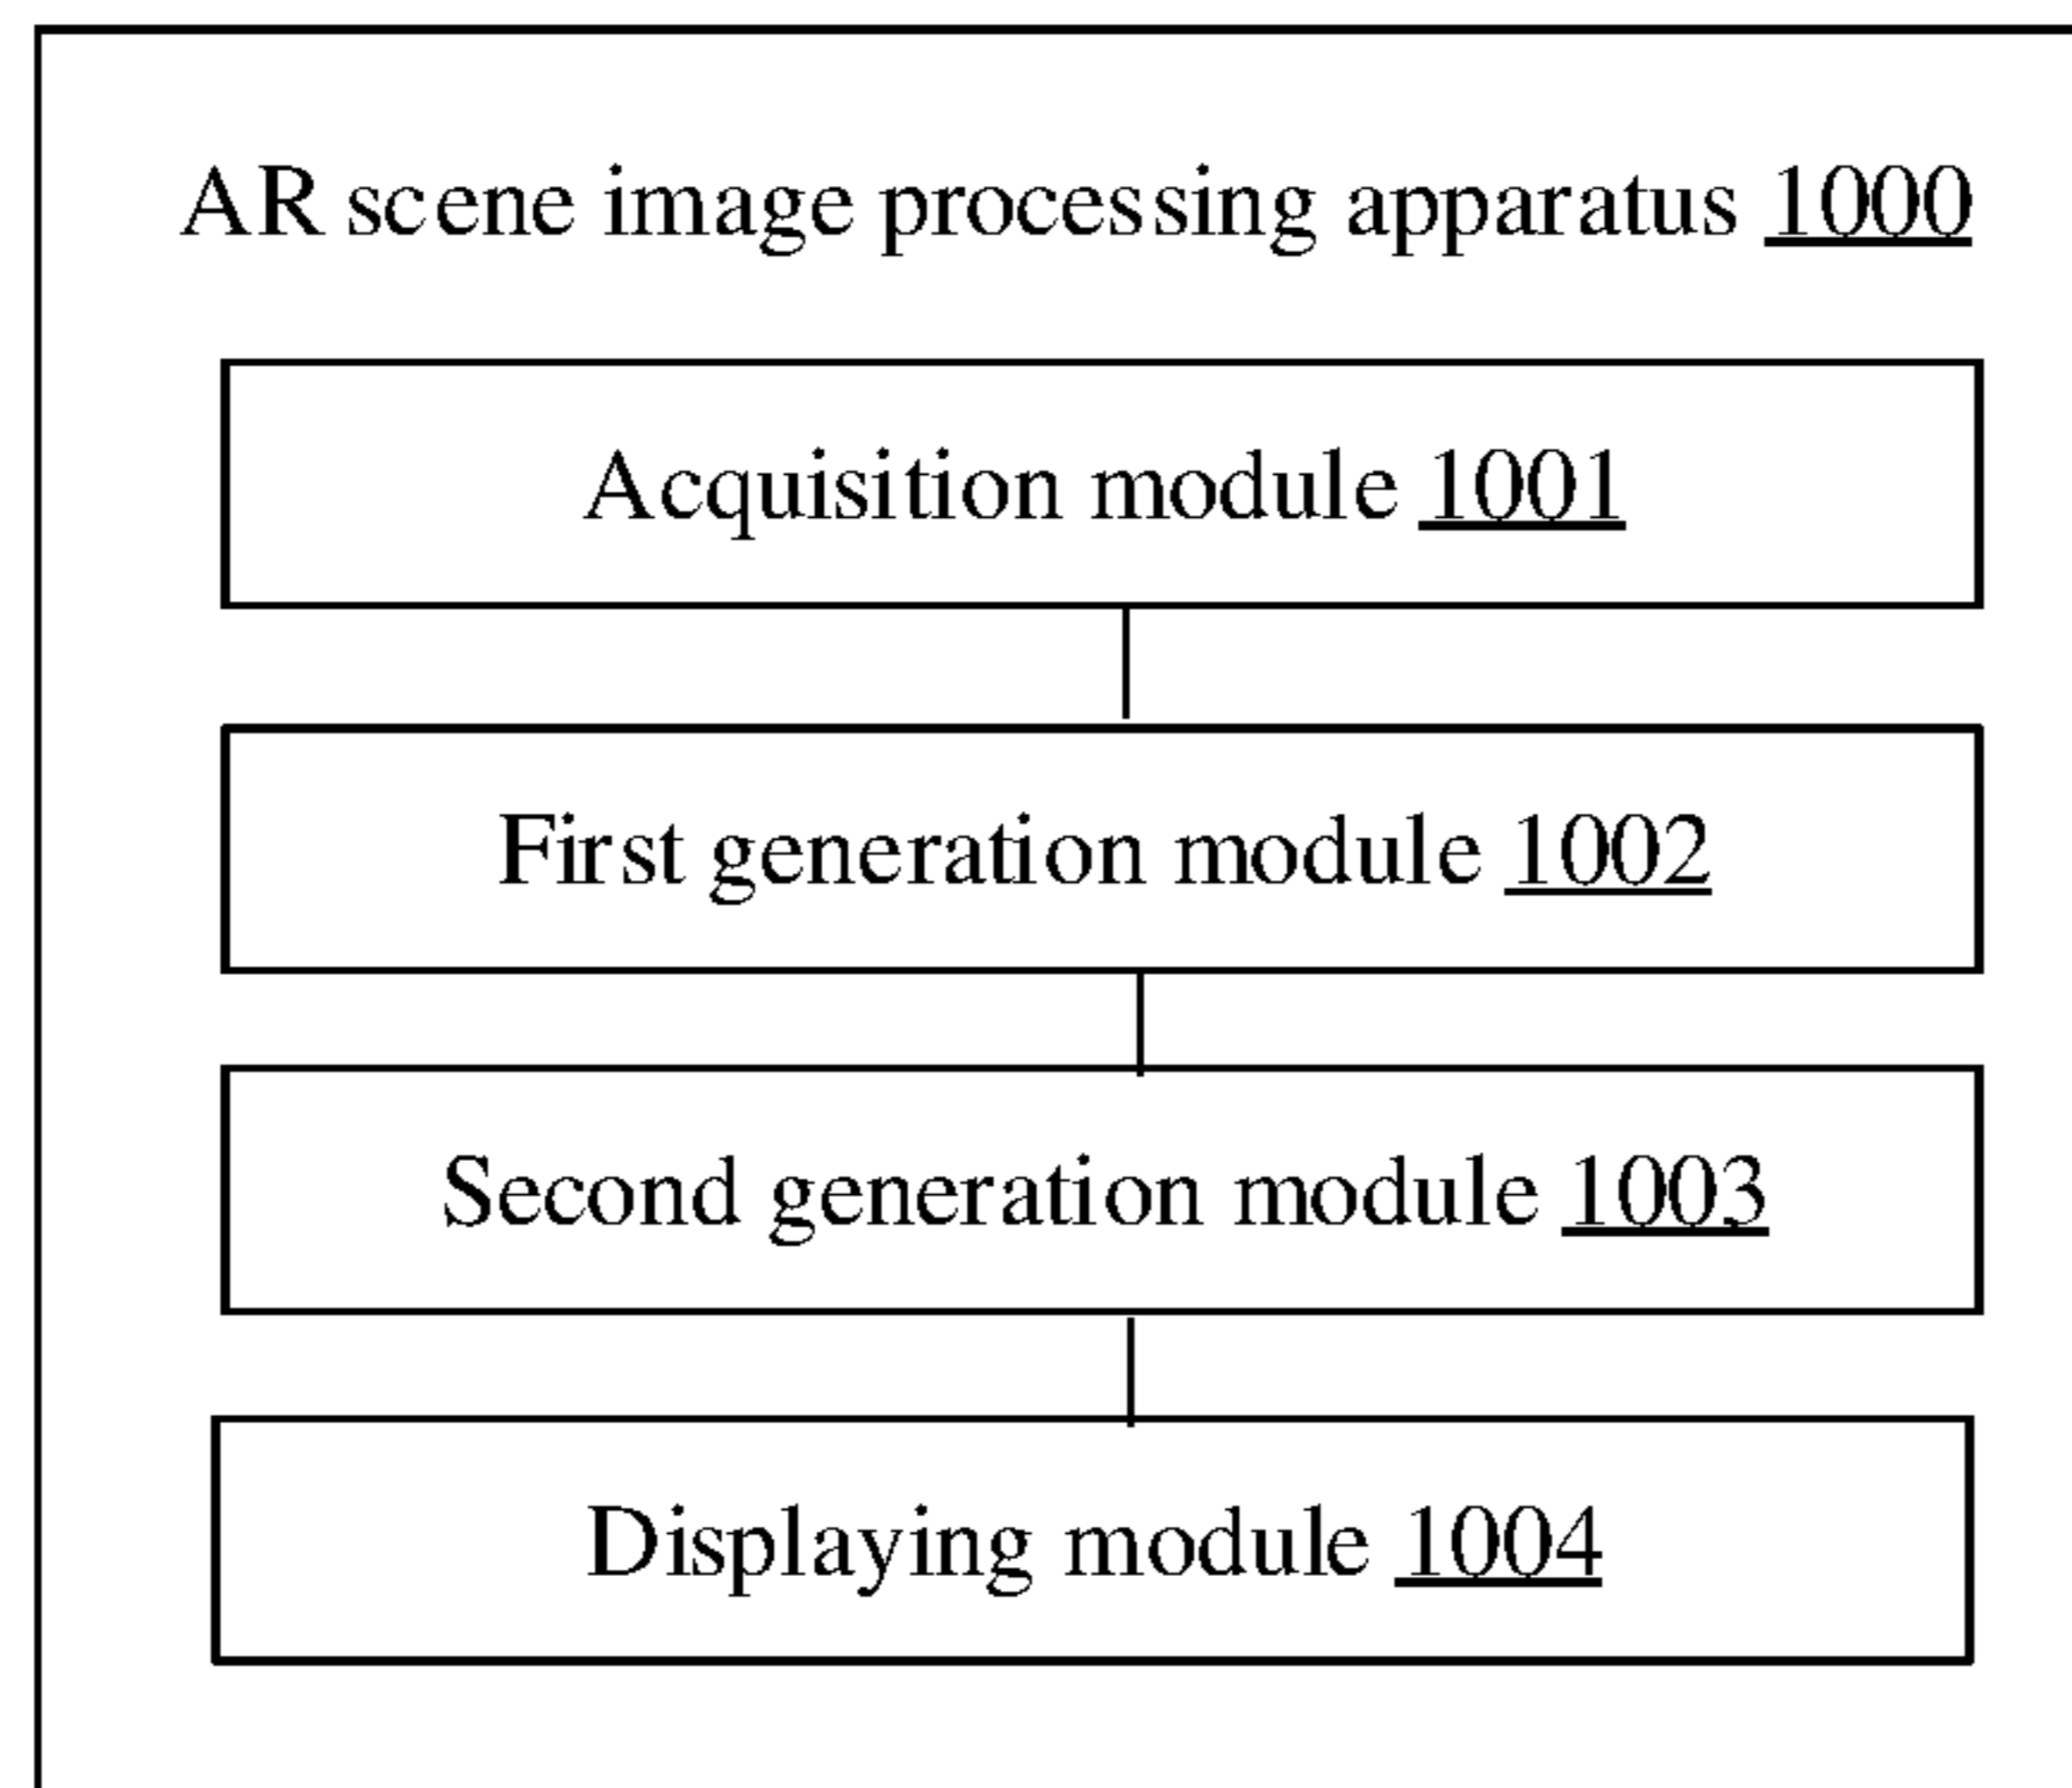 AR scene image processing apparatus 1000
Acquisition module 1001
First generation module 1002
Second generation module 1003
Displaying module 1004